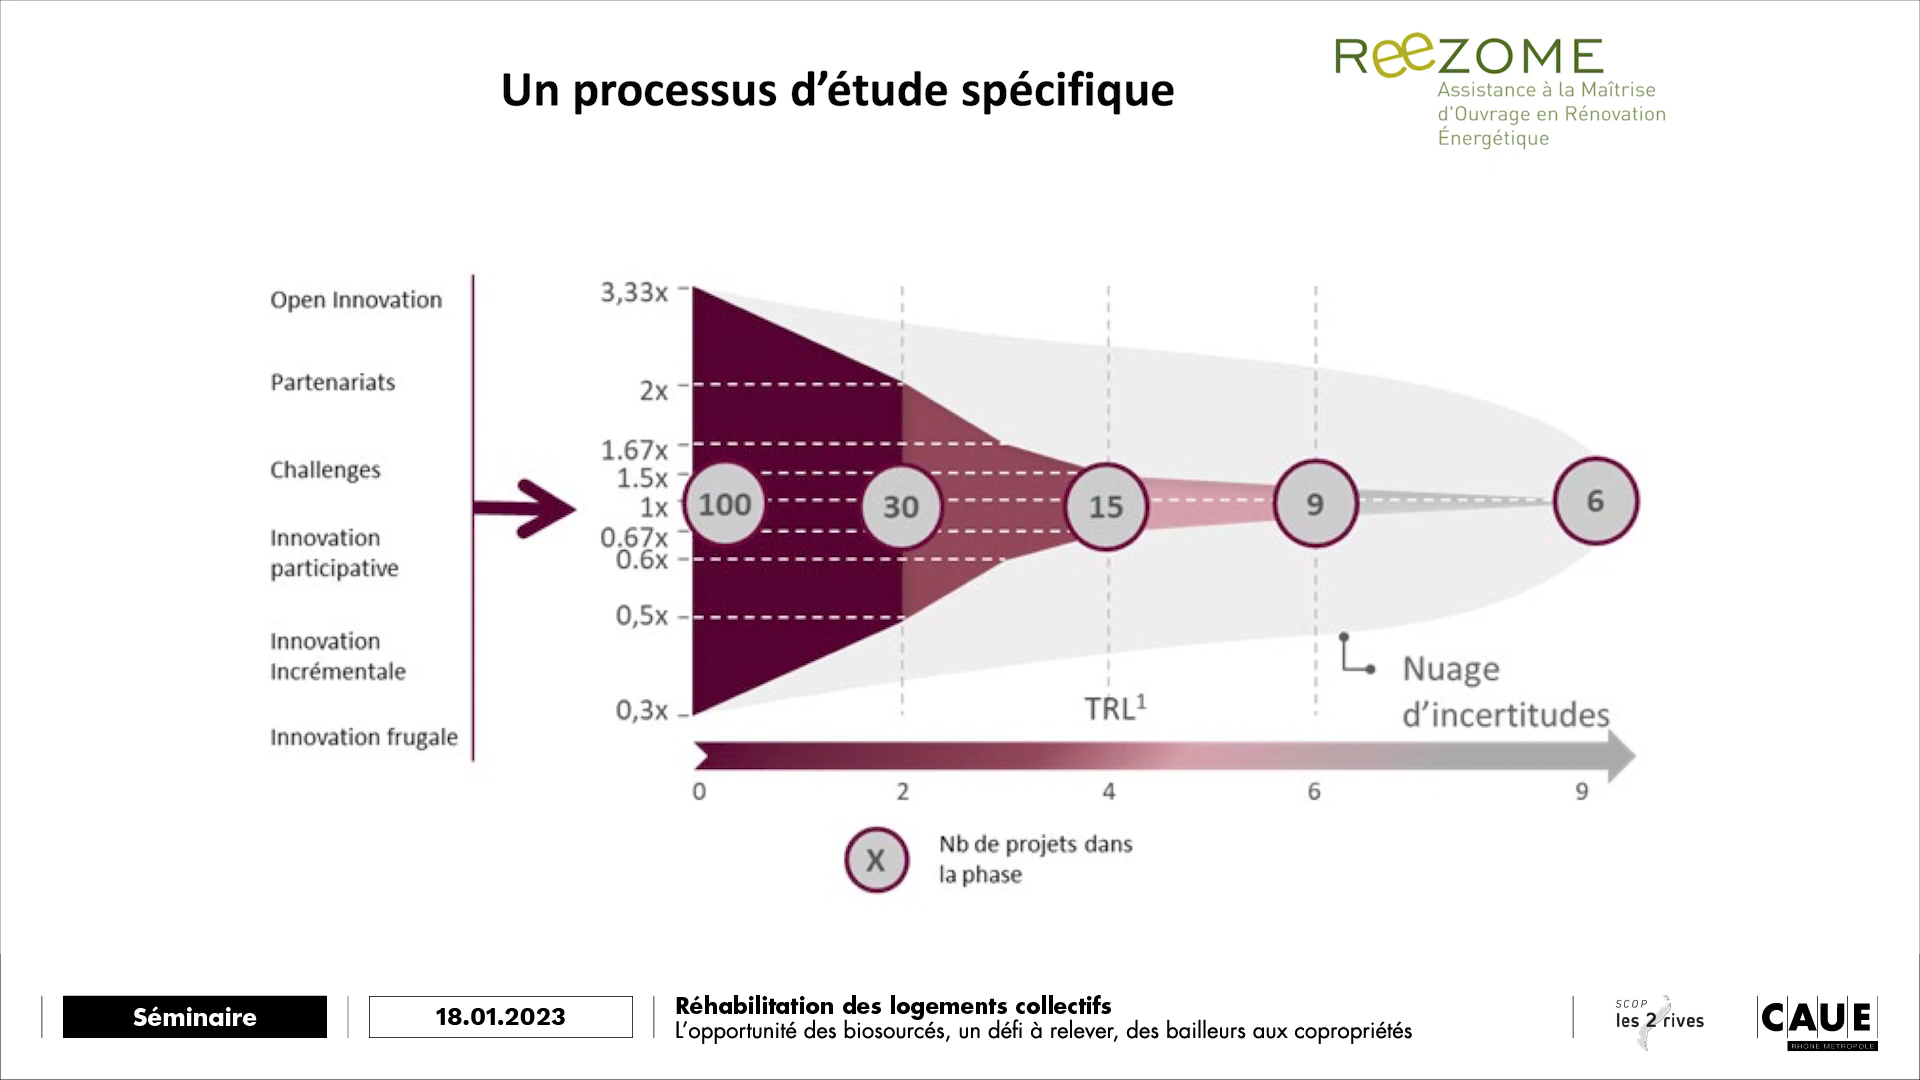 Un processus d’étude spécifique
ReeZOME
Assistance à la Maîtrise
d'Ouvrage en Rénovation
Énergétique
Open Innovation
Partenariats
Challenges
Innovation
participative
Innovation
Incrémentale
Innovation frugale
3,33x
2x
1.67x
1.5x
1x
0.67x
0.6x
0,5x
0,3x
100
30
15
9
6
Nuage
d’incertitudes
TRL¹
0
2
4
6
9
X
Nb de projets dans
la phase
Séminaire
18.01.2023
Réhabilitation des logements collectifs
L’opportunité des biosourcés, un défi à relever, des bailleurs aux copropriétés
SCOP
les 2 rives
CAUE
RHÔNE MÉTROPOLE